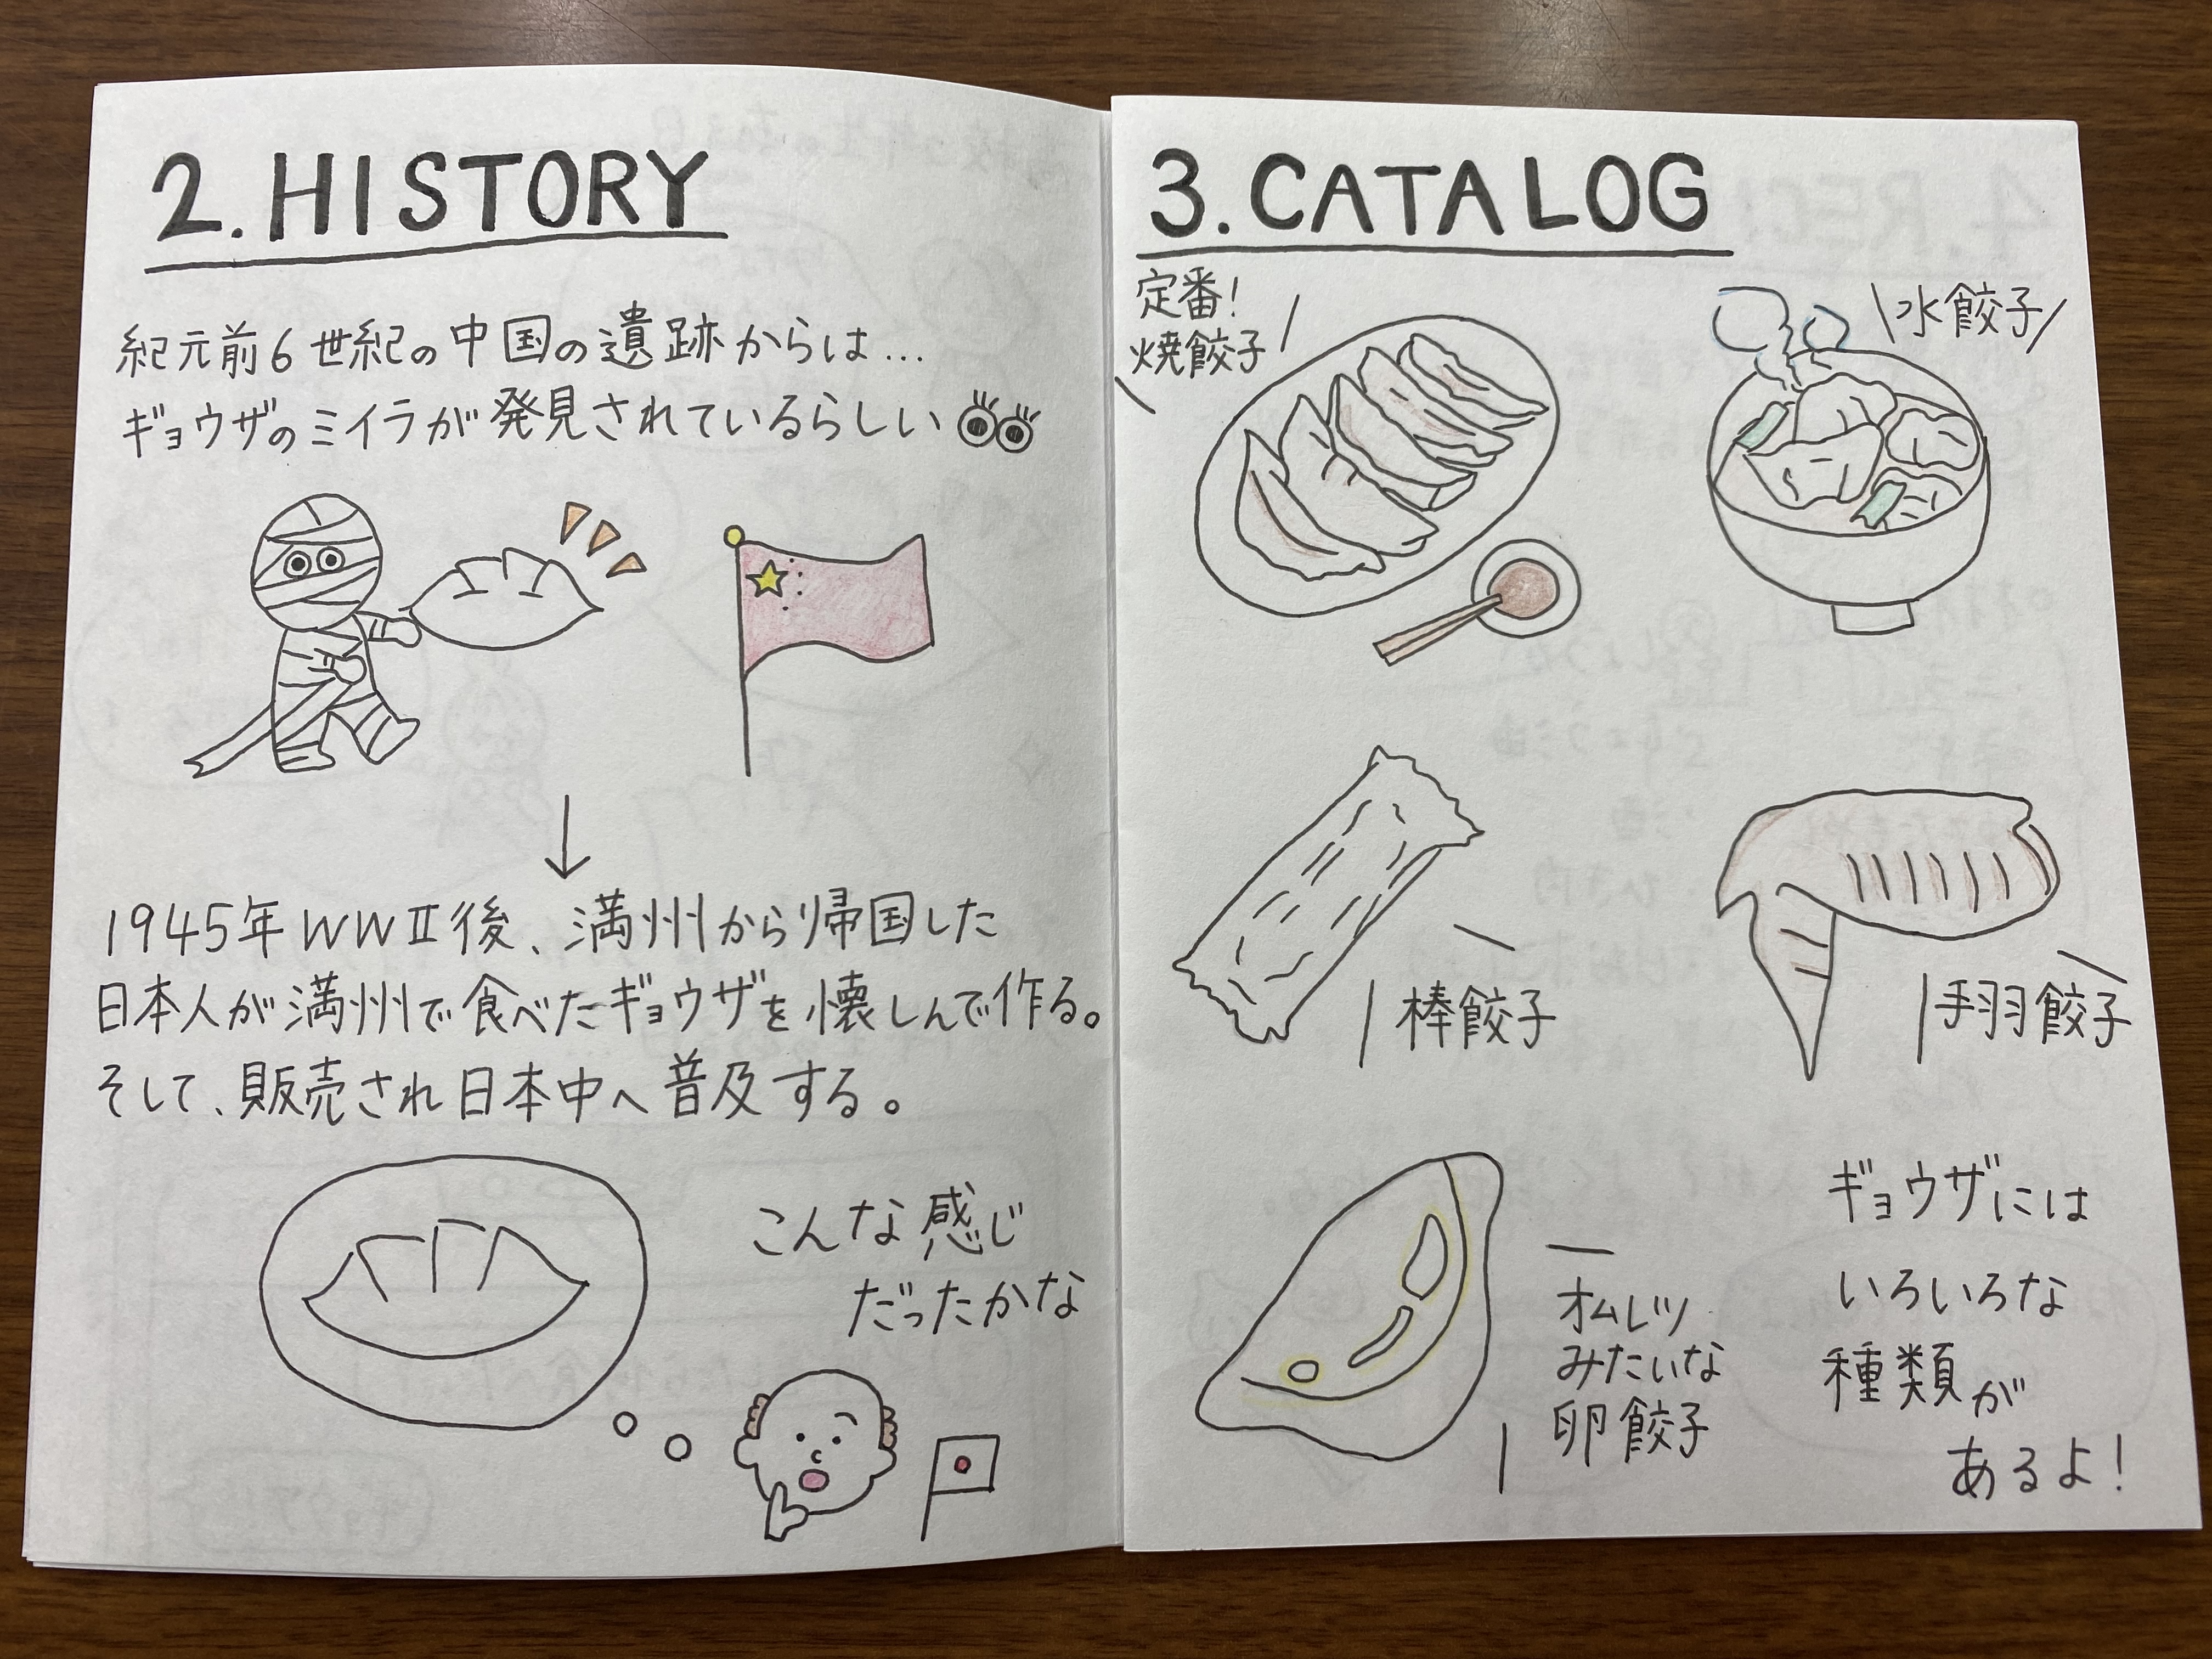 2.HISTORY
紀元前6世紀の中国の遺跡からは…
ギョウザのミイラが発見されているらしい
↓
1945年WWⅡ後、満州から帰国した
日本人が満州で食べたギョウザを懐しんで作る。
そして、販売され日本中へ普及する。
こんな感じ
だったかな
3.CATALOG
定番!
焼餃子
水餃子
棒餃子
手羽餃子
オムレツ
みたいな
卵餃子
ギョウザには
いろいろな
種類が
あるよ!